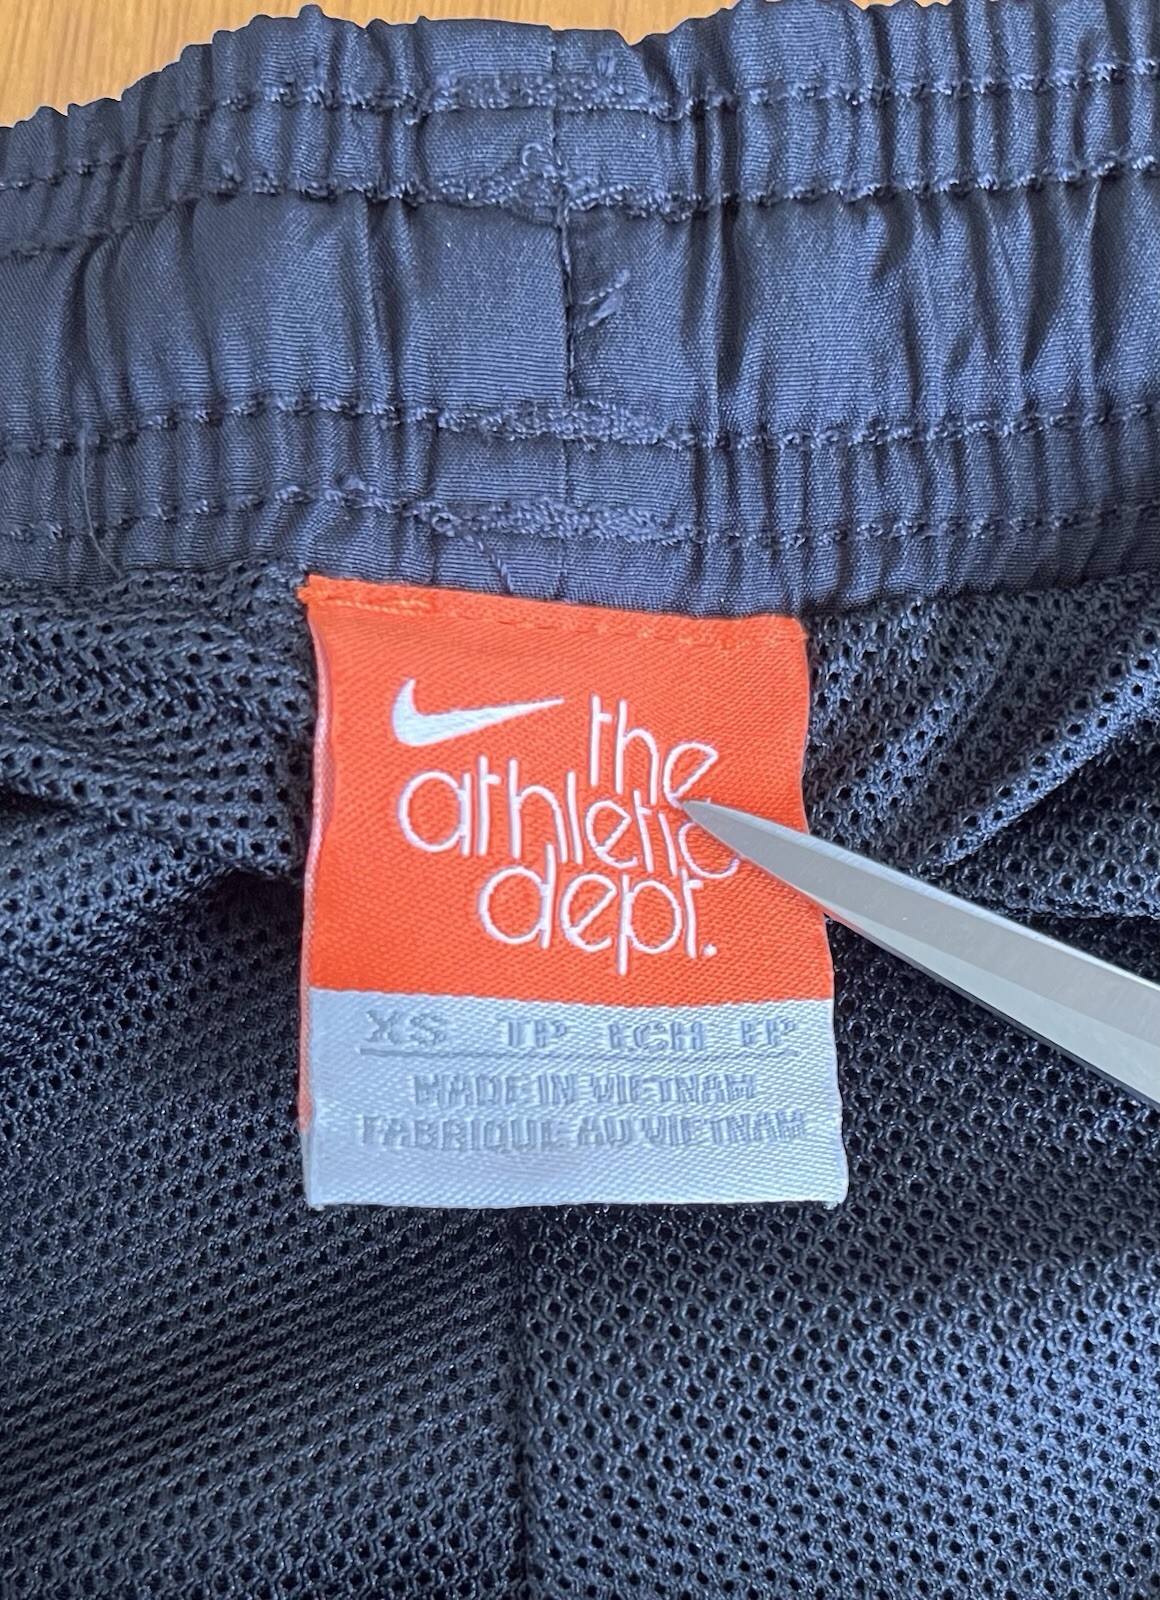 the
athletic
dept.
XS TP ECH EP
MADE IN VIETNAM
FABRIQUE AU VIETNAM